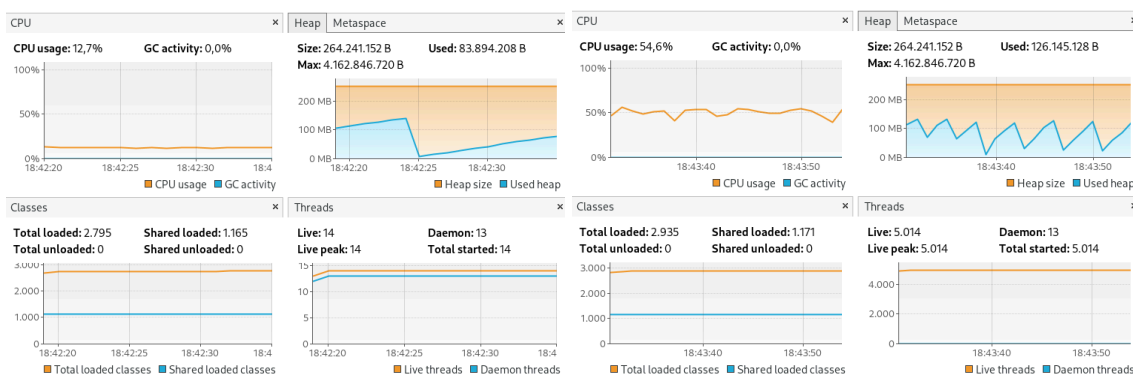 CPU ×
CPU usage: 12,7% GC activity: 0,0%
100%
50%
0%
18:42:20 18:42:25 18:42:30 18:4
CPU usage GC activity
Heap Metaspace
Size: 264.241.152 B Used: 83.894.208 B
Max: 4.162.846.720 B
200 MB
100 MB
0 MB
18:42:20 18:42:25 18:42:30
Heap size Used heap
CPU ×
CPU usage: 54,6% GC activity: 0,0%
100%
50%
0%
18:43:40 18:43:50
CPU usage GC activity
Heap Metaspace
Size: 264.241.152 B Used: 126.145.128 B
Max: 4.162.846.720 B
200 MB
100 MB
0 MB
18:43:40 18:43:50
Heap size Used heap
Classes ×
Total loaded: 2.795 Shared loaded: 1.165
Total unloaded: 0 Shared unloaded: 0
3.000
2.000
1.000
0
18:42:20 18:42:25 18:42:30 18:4
Total loaded classes Shared loaded classes
Threads
Live: 14 Daemon: 13
Live peak: 14 Total started: 14
15
10
5
0
18:42:20 18:42:25 18:42:30 18:4
Live threads Daemon threads
Classes ×
Total loaded: 2.935 Shared loaded: 1.171
Total unloaded: 0 Shared unloaded: 0
3.000
2.000
1.000
0
18:43:40 18:43:50
Total loaded classes Shared loaded classes
Threads
Live: 5.014 Daemon: 13
Live peak: 5.014 Total started: 5.014
4.000
2.000
0
18:43:40 18:43:50
Live threads Daemon threads